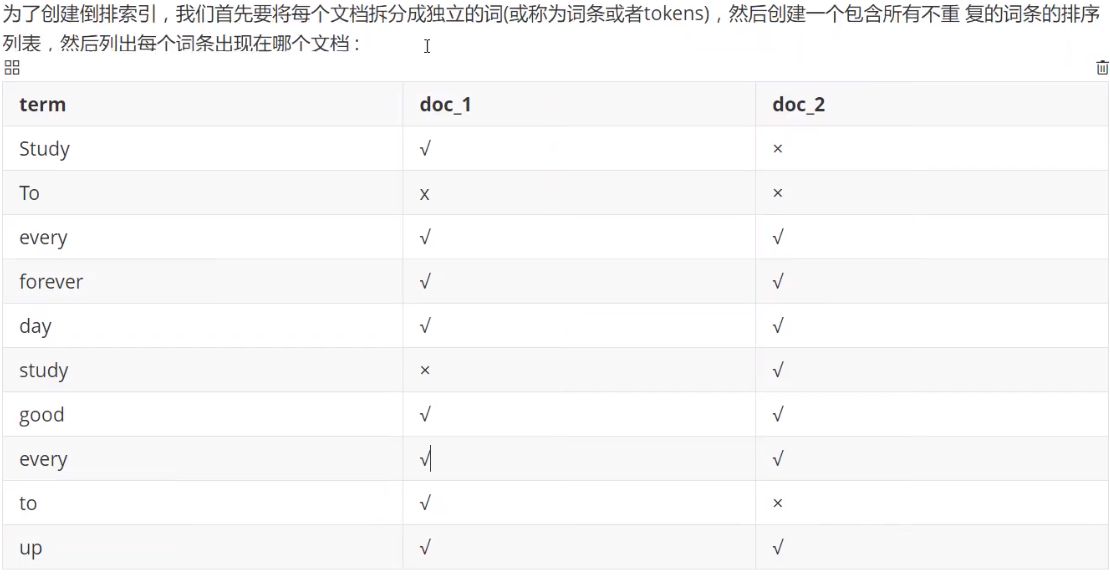 为了创建倒排索引，我们首先要将每个文档拆分成独立的词(或称为词条或者tokens)，然后创建一个包含所有不重 复的词条的排序
列表，然后列出每个词条出现在哪个文档：
term doc_1 doc_2
Study √ ×
To x ×
every √ √
forever √ √
day √ √
study × √
good √ √
every √ √
to √ ×
up √ √